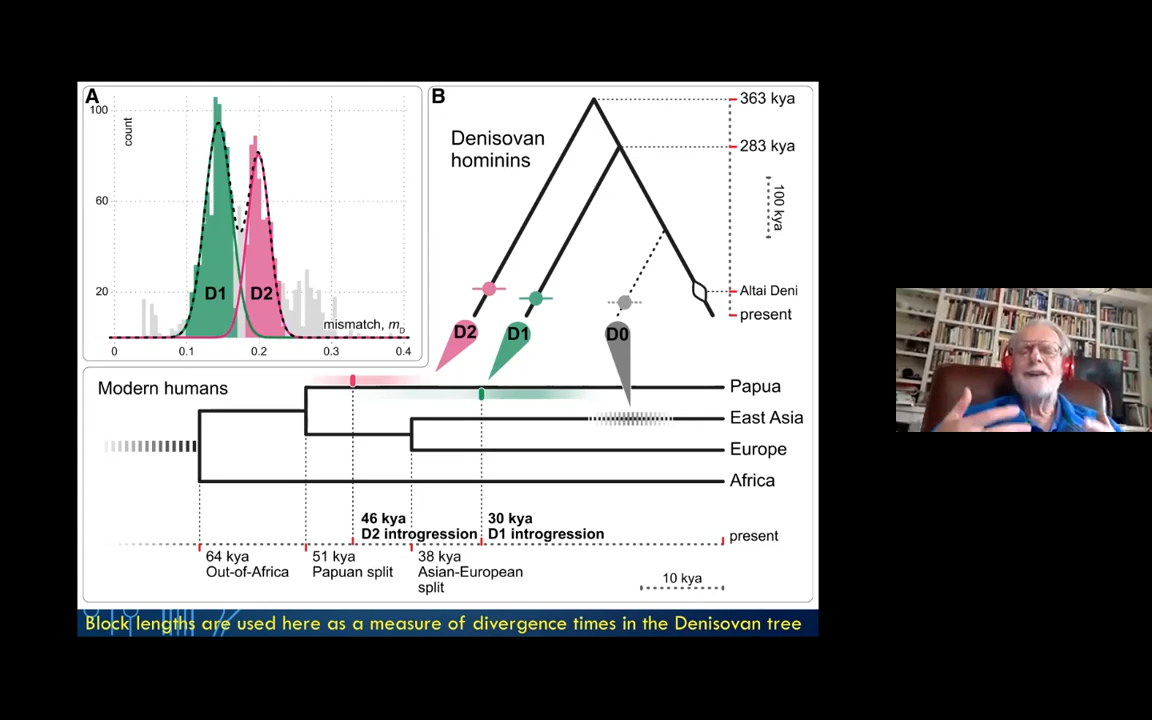 A
100
60
20
count
D1
D2
mismatch, mD
0
0.1
0.2
0.3
0.4
B
Denisovan
hominins
363 kya
283 kya
100 kya
Altai Deni
present
D2
D1
D0
Modern humans
Papua
East Asia
Europe
Africa
46 kya
D2 introgression
30 kya
D1 introgression
present
64 kya
Out-of-Africa
51 kya
Papuan split
38 kya
Asian-European
split
10 kya
Block lengths are used here as a measure of divergence times in the Denisovan tree